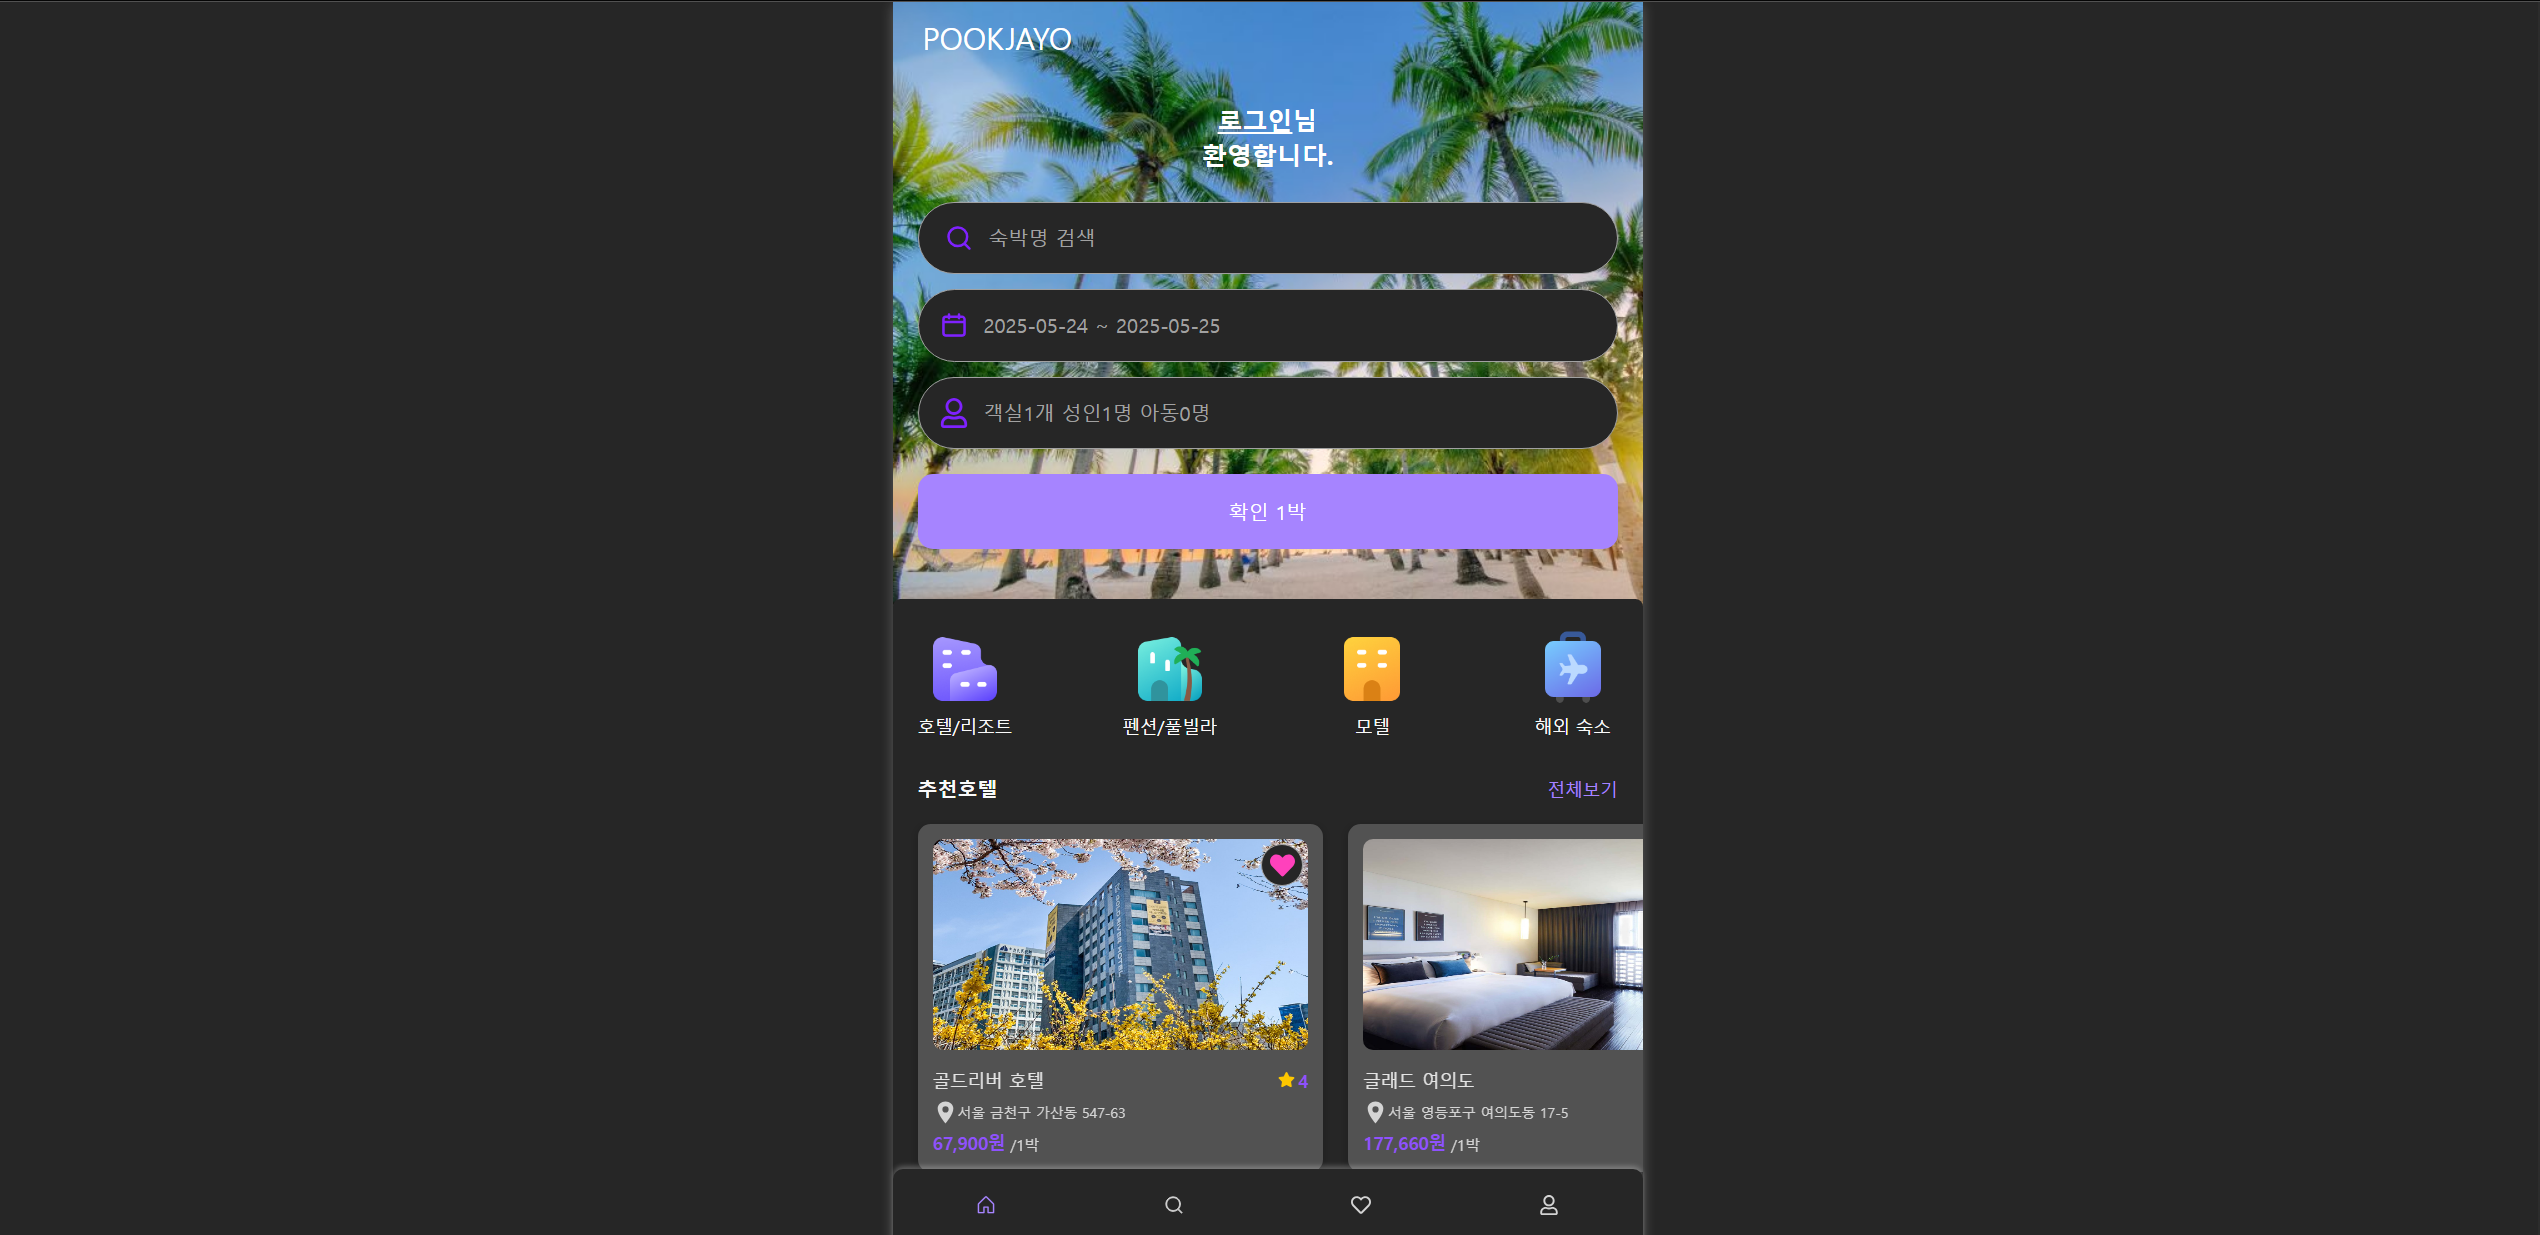 POOKJAYO
로그인님
환영합니다.
숙박명 검색
2025-05-24 ~ 2025-05-25
객실1개 성인1명 아동0명
확인 1박
호텔/리조트
펜션/풀빌라
모텔
해외 숙소
추천호텔
전체보기
골드리버 호텔
4
서울 금천구 가산동 547-63
67,900원 /1박
글래드 여의도
서울 영등포구 여의도동 17-5
177,660원 /1박